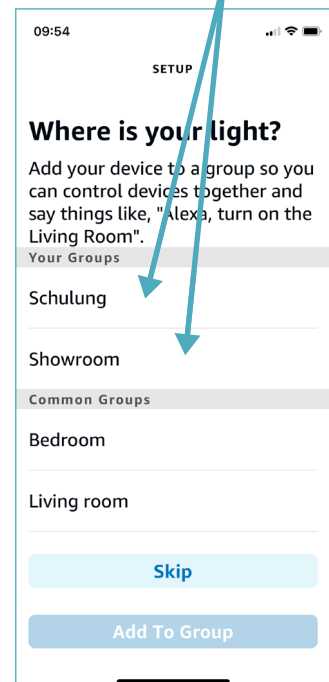 09:54
SETUP
Where is your light?
Add your device to a group so you
can control devices together and
say things like, "Alexa, turn on the
Living Room".
Your Groups
Schulung
Showroom
Common Groups
Bedroom
Living room
Skip
Add To Group